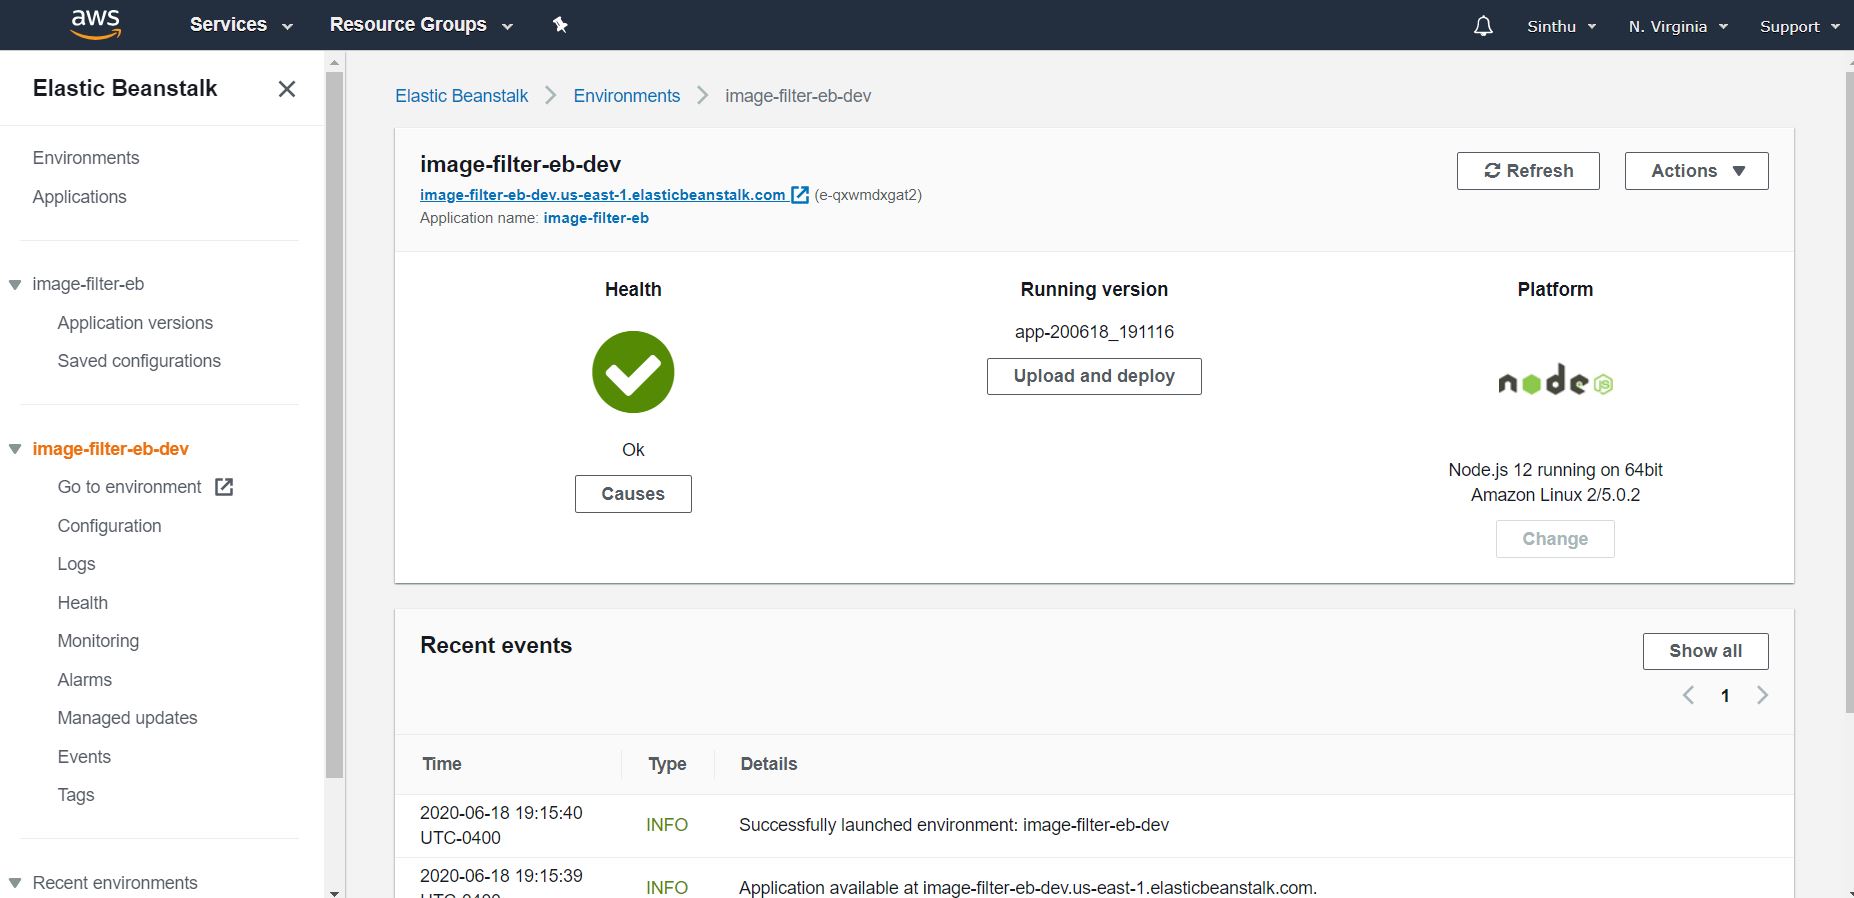 aws
Services
Resource Groups
Sinthu
N. Virginia
Support
Elastic Beanstalk
Environments
Applications
image-filter-eb
Application versions
Saved configurations
image-filter-eb-dev
Go to environment
Configuration
Logs
Health
Monitoring
Alarms
Managed updates
Events
Tags
Recent environments
Elastic Beanstalk
Environments
image-filter-eb-dev
image-filter-eb-dev
image-filter-eb-dev.us-east-1.elasticbeanstalk.com (e-qxwmdxgat2)
Application name: image-filter-eb
Refresh
Actions
Health
Ok
Causes
Running version
app-200618_191116
Upload and deploy
Platform
node
JS
Node.js 12 running on 64bit
Amazon Linux 2/5.0.2
Change
Recent events
Show all
1
Time
Type
Details
2020-06-18 19:15:40
UTC-0400
INFO
Successfully launched environment: image-filter-eb-dev
2020-06-18 19:15:39
UTC-0400
INFO
Application available at image-filter-eb-dev.us-east-1.elasticbeanstalk.com.